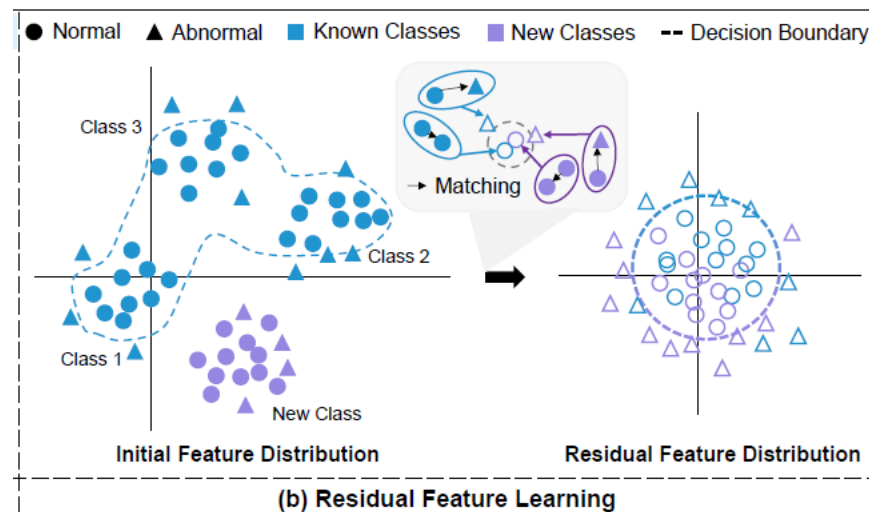 Normal Abnormal Known Classes New Classes Decision Boundary
Class 3
Matching
Class 2
Class 1
New Class
Initial Feature Distribution Residual Feature Distribution
(b) Residual Feature Learning